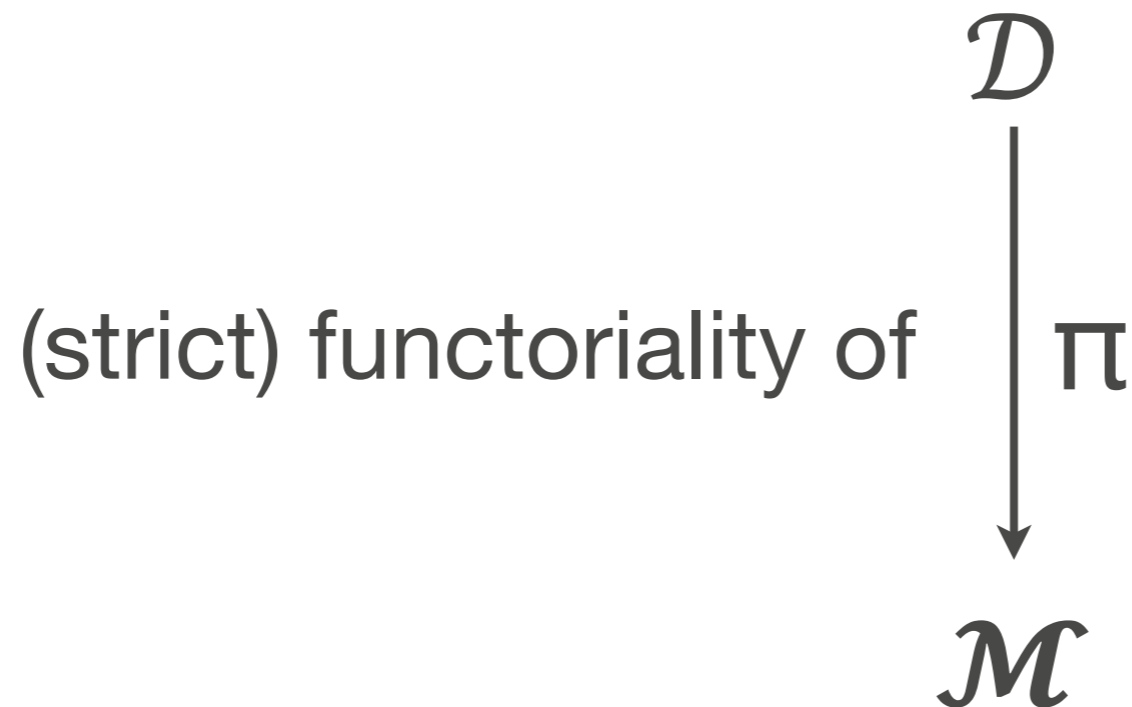 𝒟
(strict) functoriality of π
ℳ